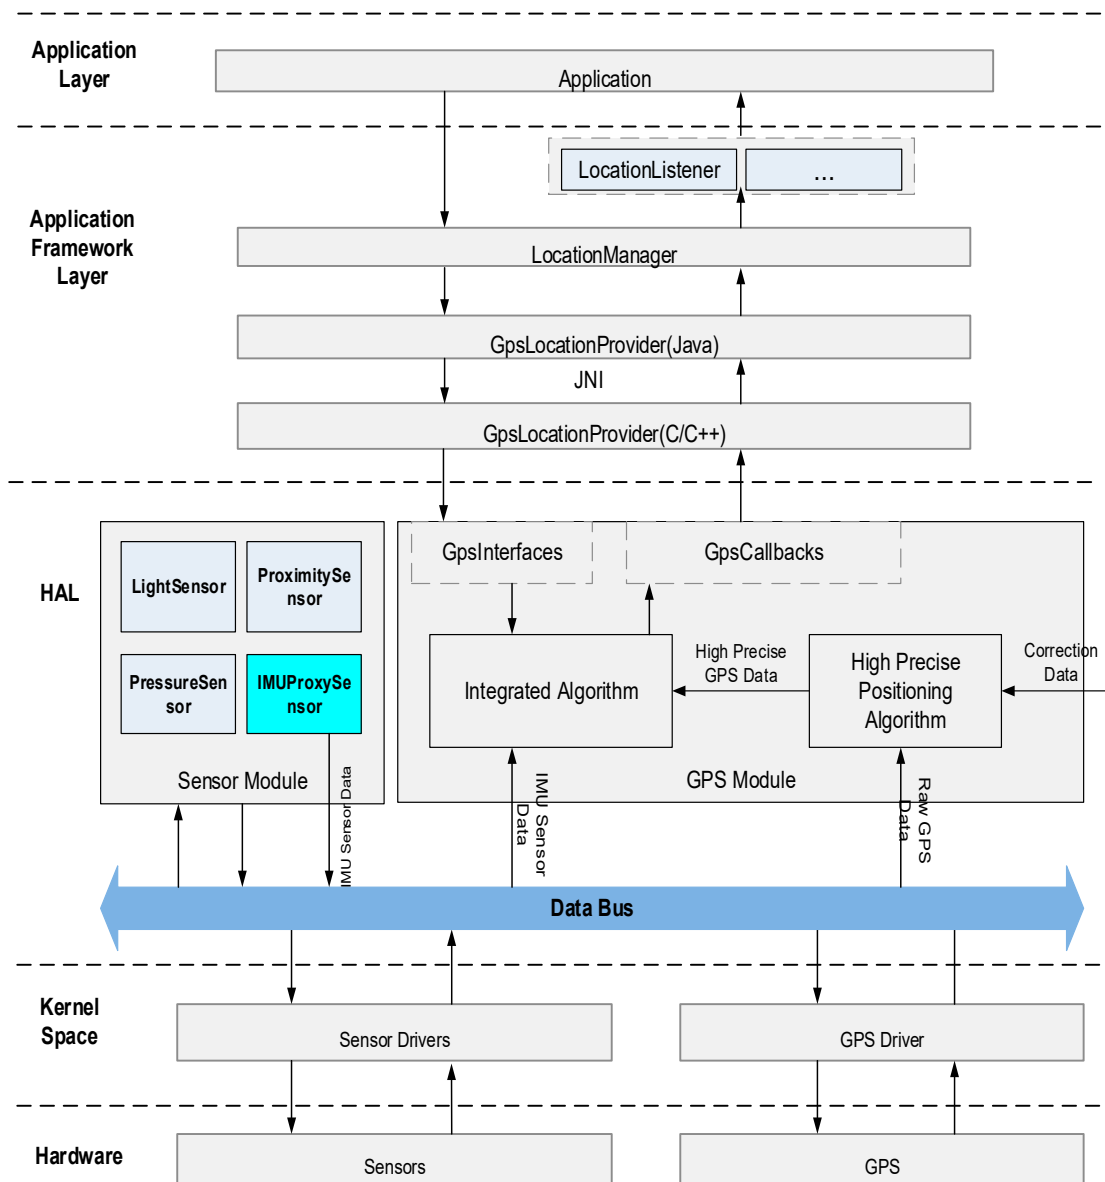 Application
Layer
Application
LocationListener
...
Application
Framework
Layer
LocationManager
GpsLocationProvider(Java)
JNI
GpsLocationProvider(C/C++)
HAL
LightSensor
ProximitySe
nsor
PressureSen
sor
IMUProxySe
nsor
Sensor Module
GpsInterfaces
GpsCallbacks
Integrated Algorithm
High Precise
GPS Data
High Precise
Positioning
Algorithm
Correction
Data
GPS Module
IMU Sensor Data
IMU Sensor
Data
Raw GPS
Data
Data Bus
Kernel
Space
Sensor Drivers
GPS Driver
Hardware
Sensors
GPS